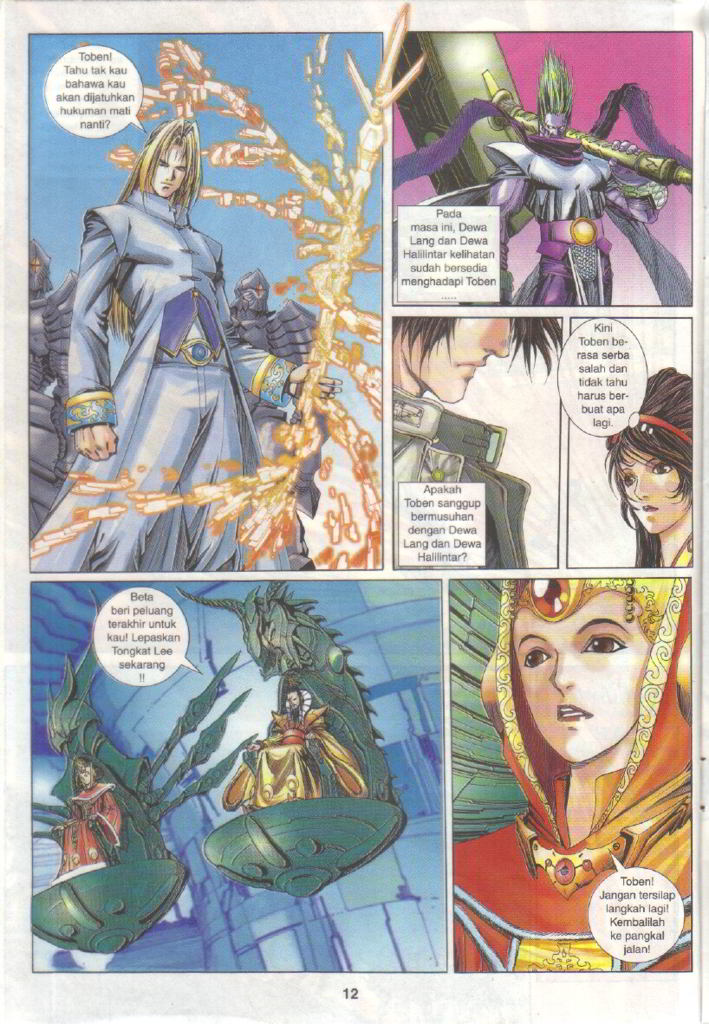 Toben!
Tahu tak kau
bahawa kau
akan dijatuhkan
hukuman mati
nanti?
Pada
masa ini, Dewa
Lang dan Dewa
Halilintar kelihatan
sudah bersedia
menghadapi Toben
.....
Apakah
Toben sanggup
bermusuhan
dengan Dewa
Lang dan Dewa
Halilintar?
Kini
Toben be-
rasa serba
salah dan
tidak tahu
harus ber-
buat apa
lagi.
Beta
beri peluang
terakhir untuk
kau! Lepaskan
Tongkat Lee
sekarang
!!
Toben!
Jangan tersilap
langkah lagi!
Kembalilah
ke pangkal
jalan!
12